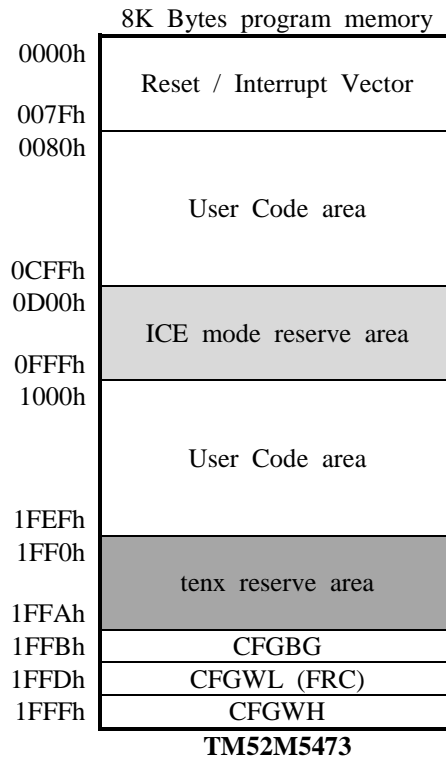 8K Bytes program memory
0000h
Reset / Interrupt Vector
007Fh
0080h
User Code area
0CFFh
0D00h
ICE mode reserve area
0FFFh
1000h
User Code area
1FEFh
1FF0h
tenx reserve area
1FFAh
1FFBh CFGBG
1FFDh CFGWL (FRC)
1FFFh CFGWH
TM52M5473